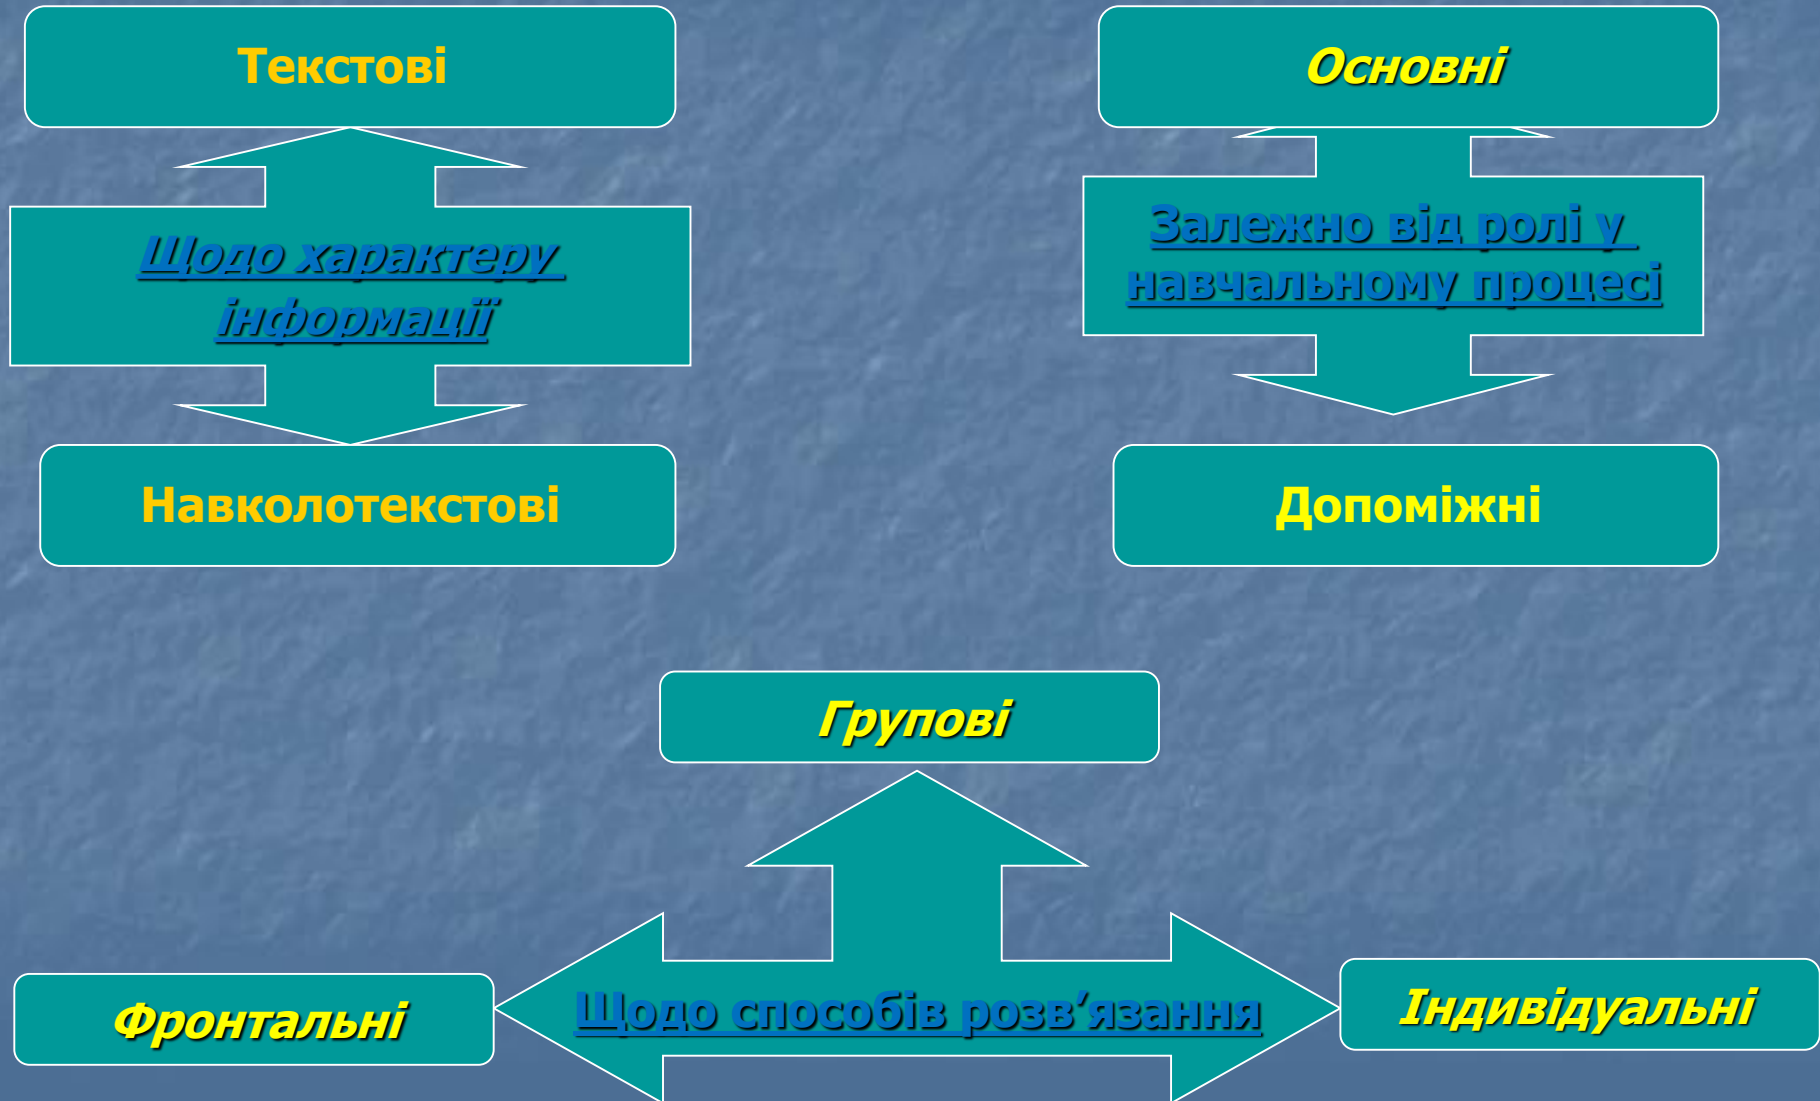 Текстові
Щодо характеру
інформації
Навколотекстові
Основні
Залежно від ролі у
навчальному процесі
Допоміжні
Групові
Фронтальні
Щодо способів розв’язання
Індивідуальні